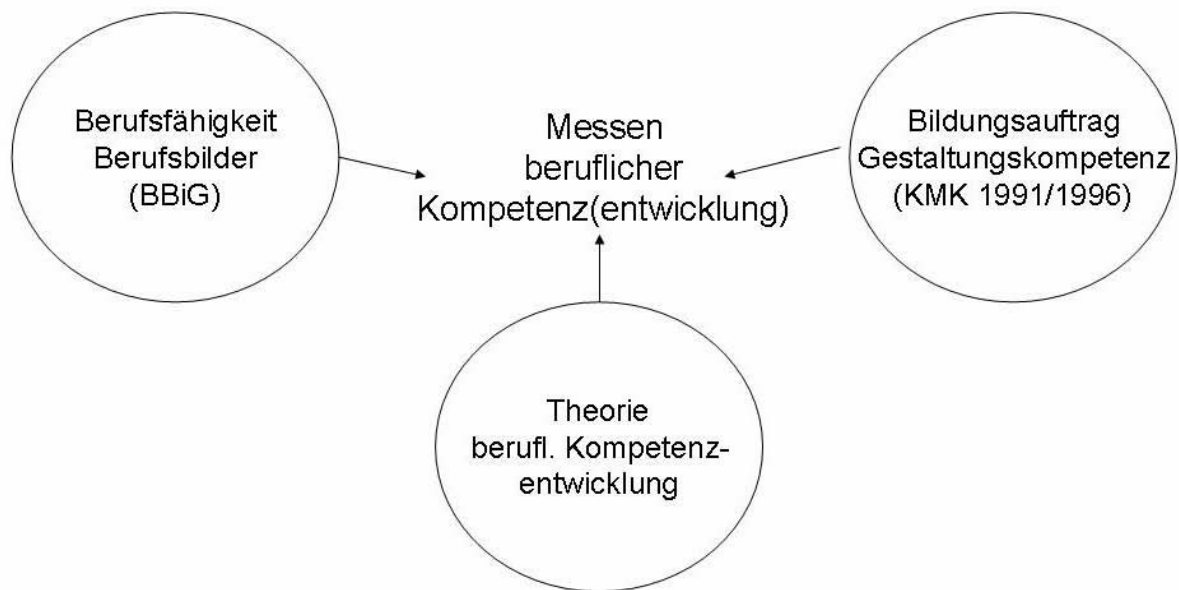 Berufsfähigkeit
Berufsbilder
(BBiG)
Messen
beruflicher
Kompetenz(entwicklung)
Bildungsauftrag
Gestaltungskompetenz
(KMK 1991/1996)
Theorie
berufl. Kompetenz-
entwicklung